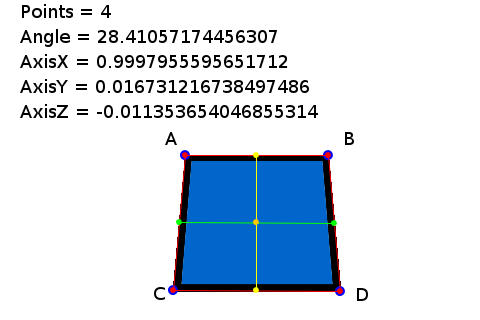 Points = 4
Angle = 28.41057174456307
AxisX = 0.9997955595651712
AxisY = 0.016731216738497486
AxisZ = -0.011353654046855314
A B
C D